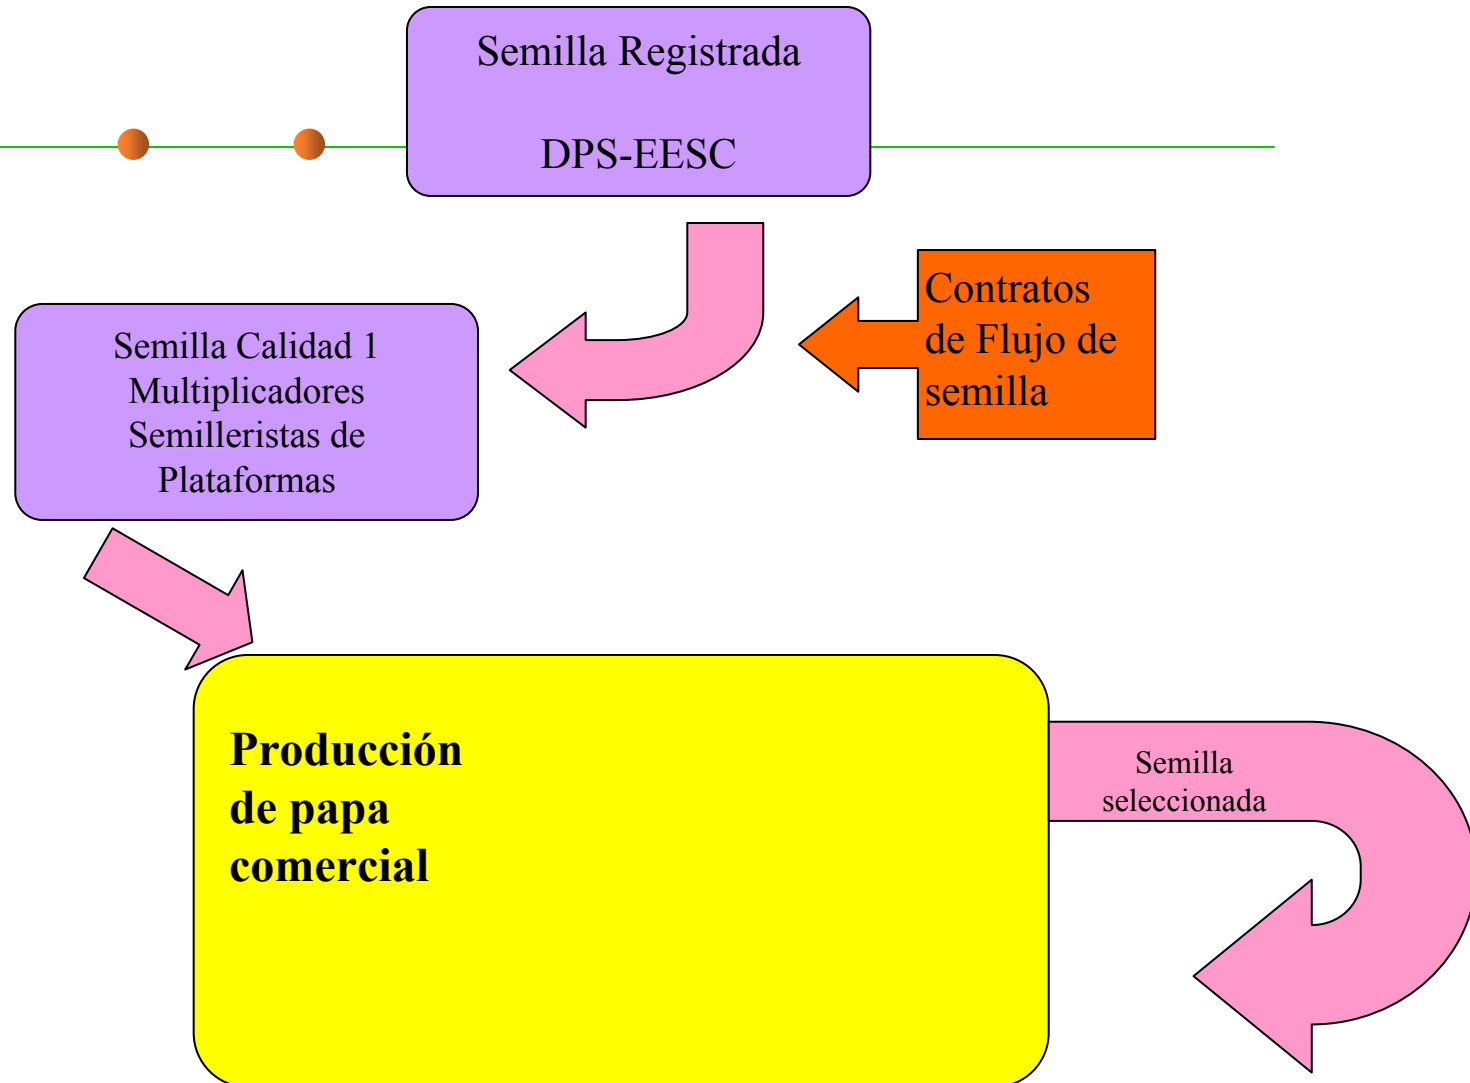 Semilla Registrada
DPS-EESC
Contratos
de Flujo de
semilla
Semilla Calidad 1
Multiplicadores
Semilleristas de
Plataformas
Producción
de papa
comercial
Semilla
seleccionada